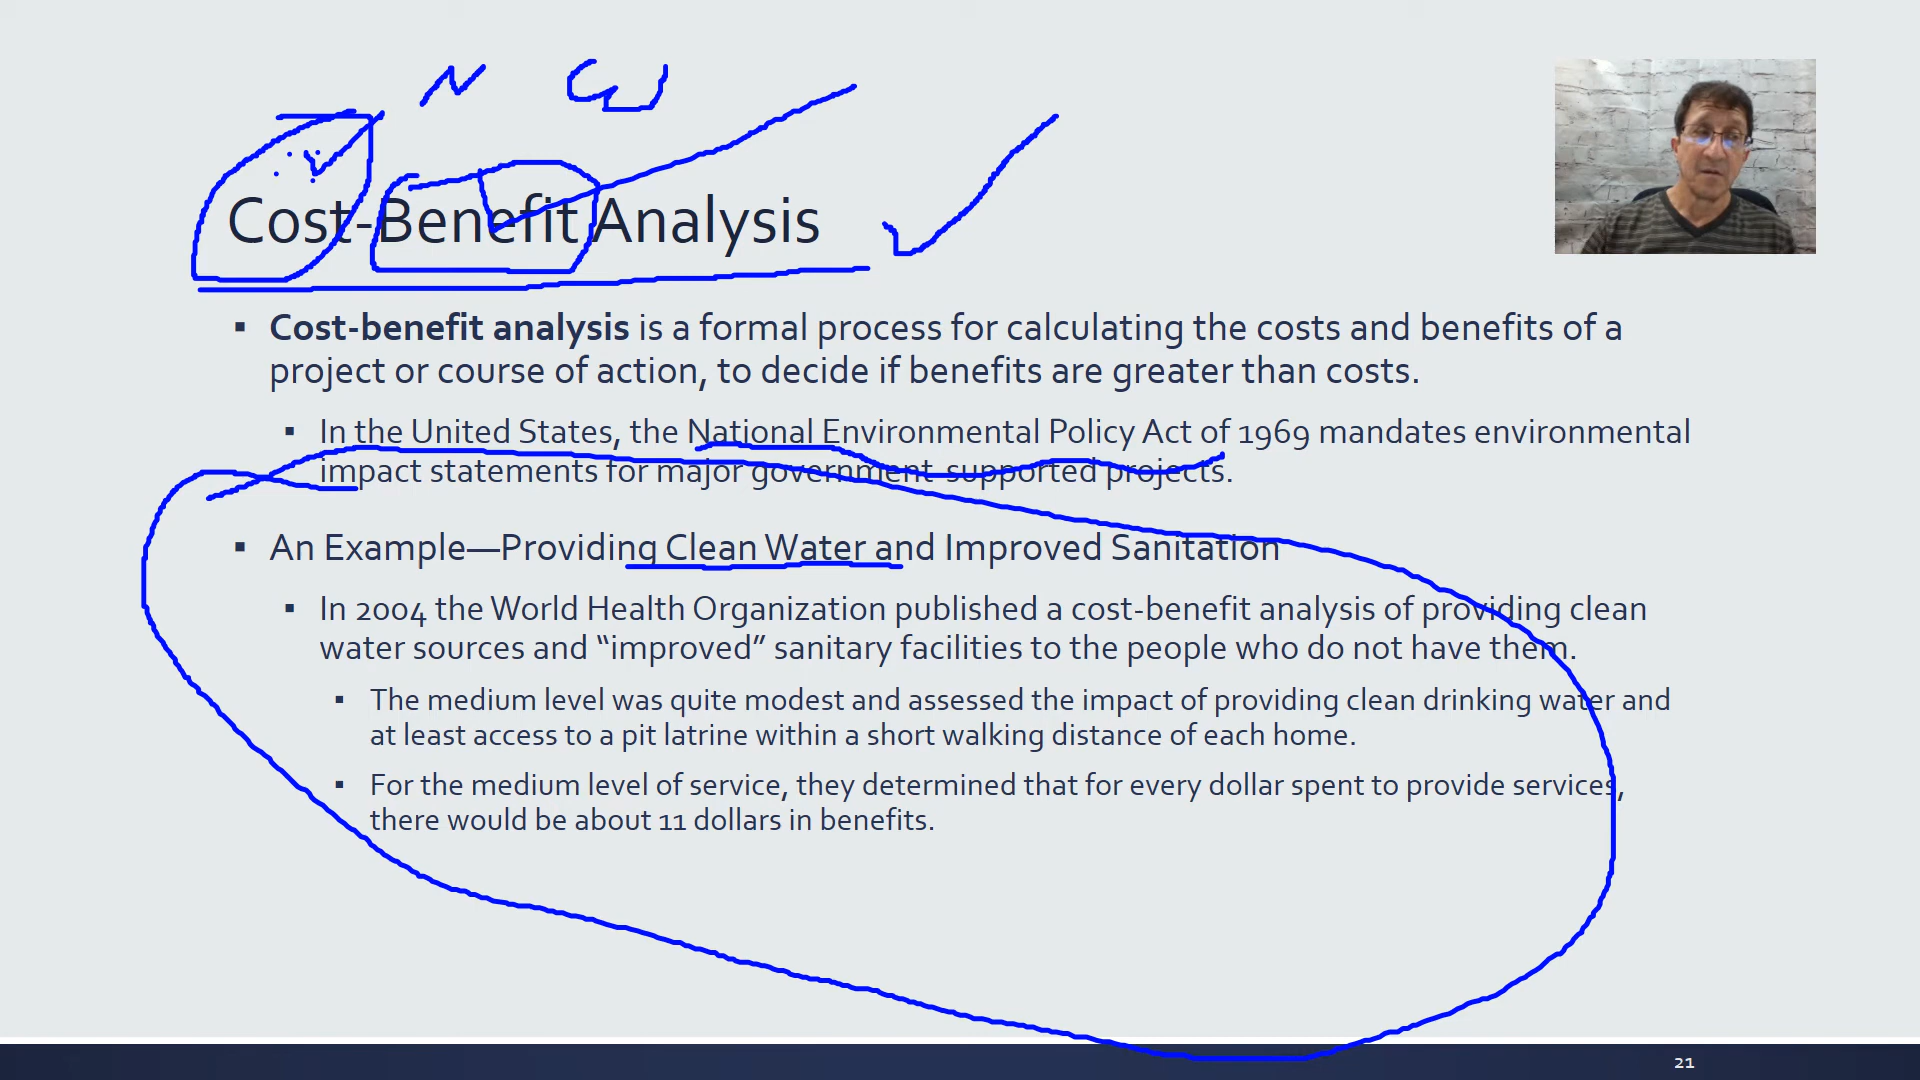 Cost-Benefit Analysis
▪ Cost-benefit analysis is a formal process for calculating the costs and benefits of a
project or course of action, to decide if benefits are greater than costs.
▪ In the United States, the National Environmental Policy Act of 1969 mandates environmental
impact statements for major government-supported projects.
▪ An Example—Providing Clean Water and Improved Sanitation
▪ In 2004 the World Health Organization published a cost-benefit analysis of providing clean
water sources and “improved” sanitary facilities to the people who do not have them.
▪ The medium level was quite modest and assessed the impact of providing clean drinking water and
at least access to a pit latrine within a short walking distance of each home.
▪ For the medium level of service, they determined that for every dollar spent to provide services,
there would be about 11 dollars in benefits.
21